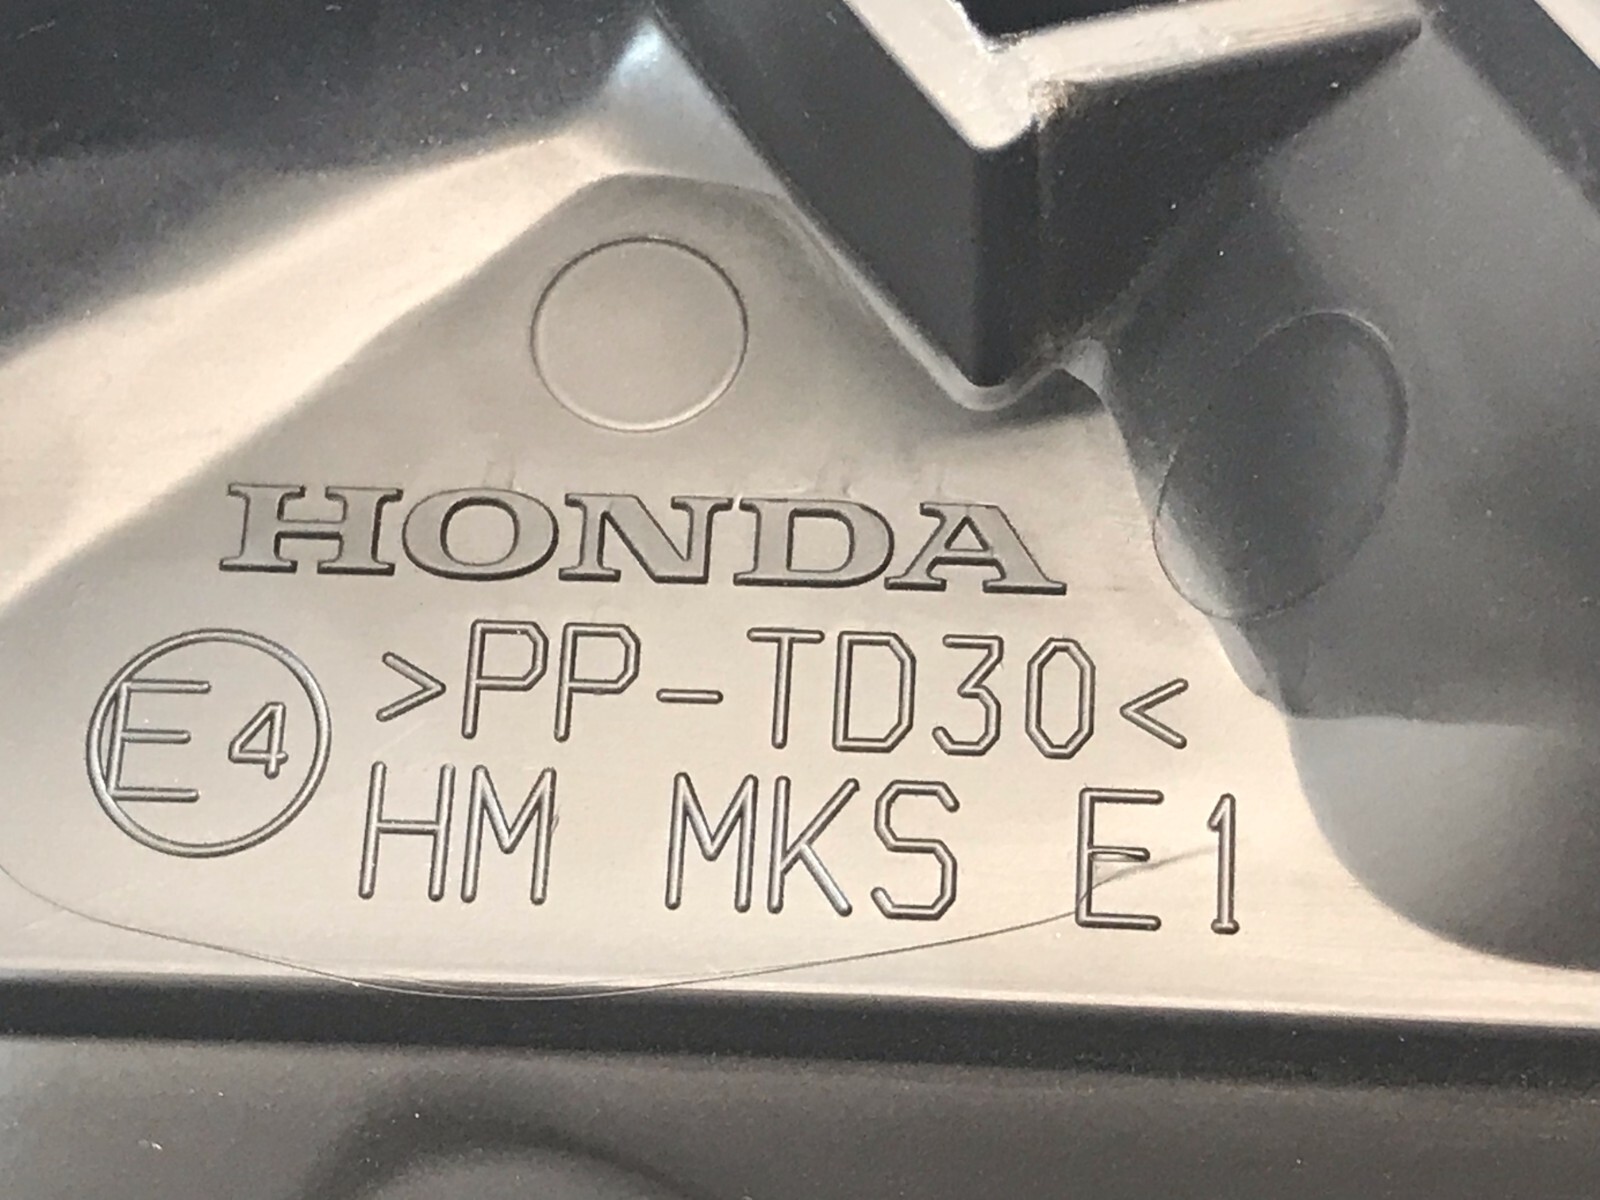 HONDA
E4 >PP-TD30<
HM MKS E1